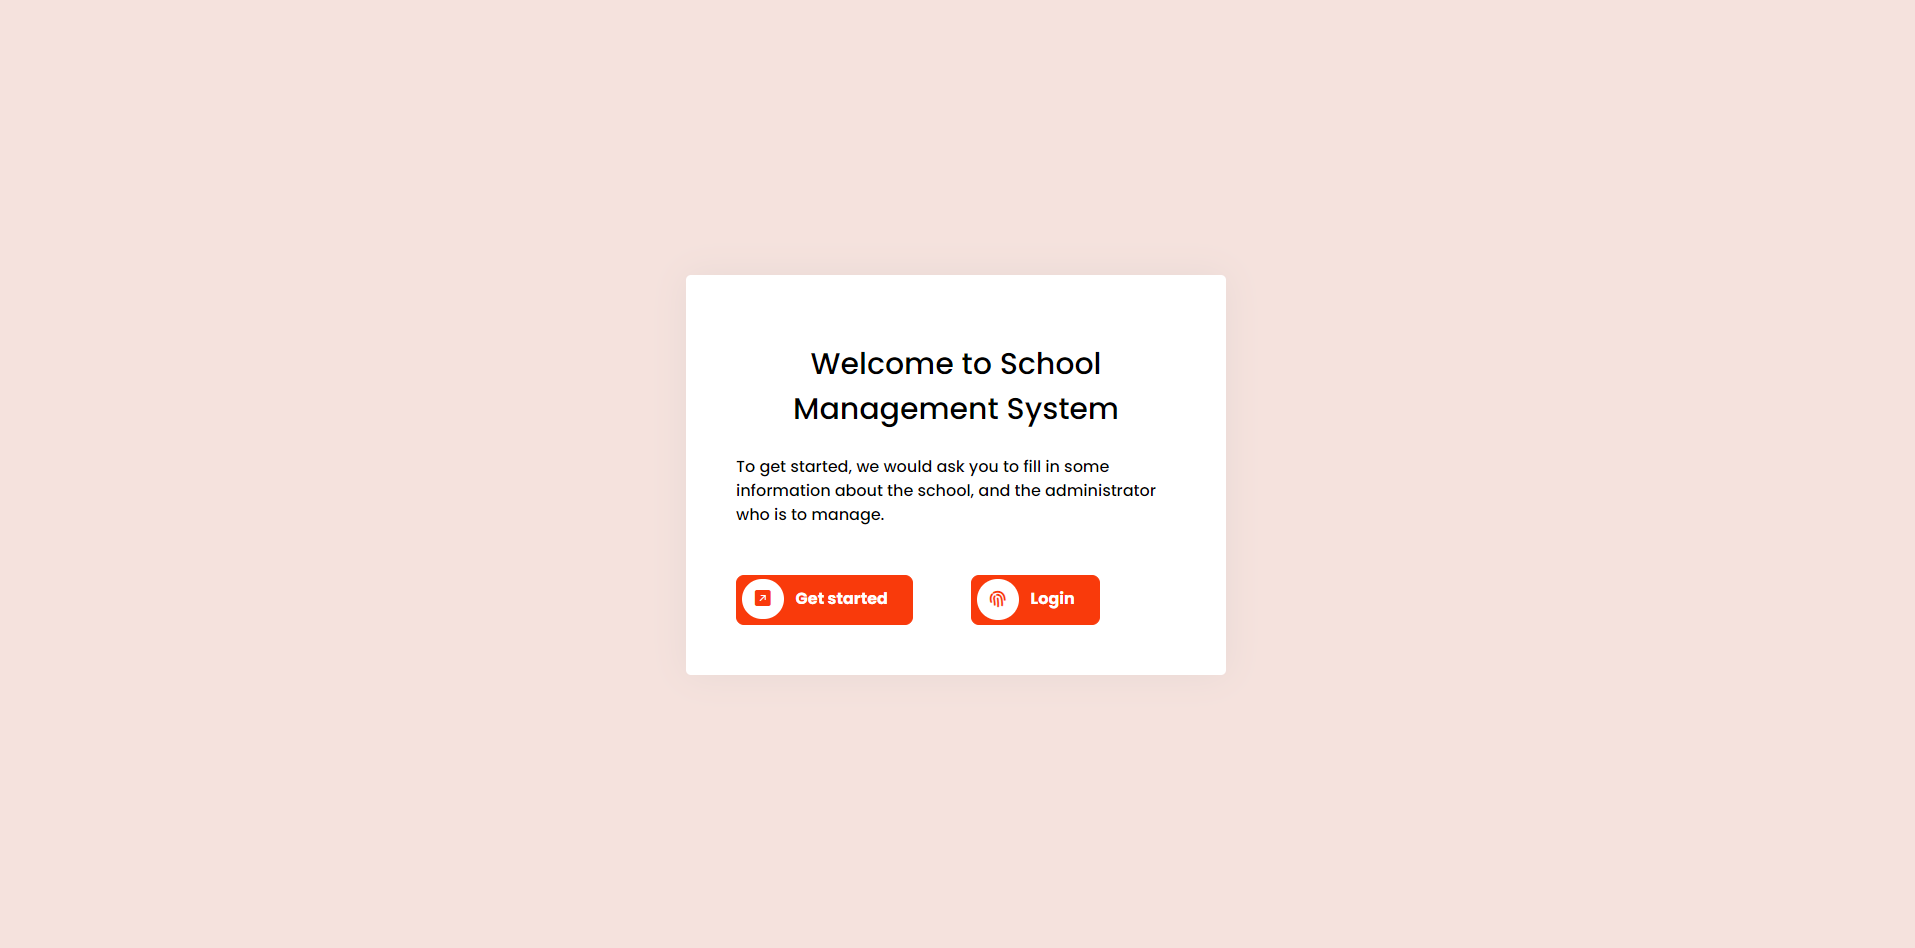 Welcome to School
Management System
To get started, we would ask you to fill in some
information about the school, and the administrator
who is to manage.
Get started
Login